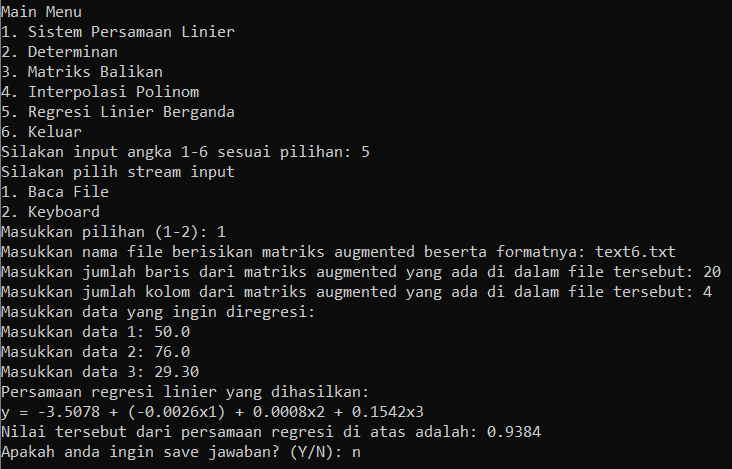 Main Menu
1. Sistem Persamaan Linier
2. Determinan
3. Matriks Balikan
4. Interpolasi Polinom
5. Regresi Linier Berganda
6. Keluar
Silakan input angka 1-6 sesuai pilihan: 5
Silakan pilih stream input
1. Baca File
2. Keyboard
Masukkan pilihan (1-2): 1
Masukkan nama file berisikan matriks augmented beserta formatnya: text6.txt
Masukkan jumlah baris dari matriks augmented yang ada di dalam file tersebut: 20
Masukkan jumlah kolom dari matriks augmented yang ada di dalam file tersebut: 4
Masukkan data yang ingin diregresi:
Masukkan data 1: 50.0
Masukkan data 2: 76.0
Masukkan data 3: 29.30
Persamaan regresi linier yang dihasilkan:
y = -3.5078 + (-0.0026x1) + 0.0008x2 + 0.1542x3
Nilai tersebut dari persamaan regresi di atas adalah: 0.9384
Apakah anda ingin save jawaban? (Y/N): n